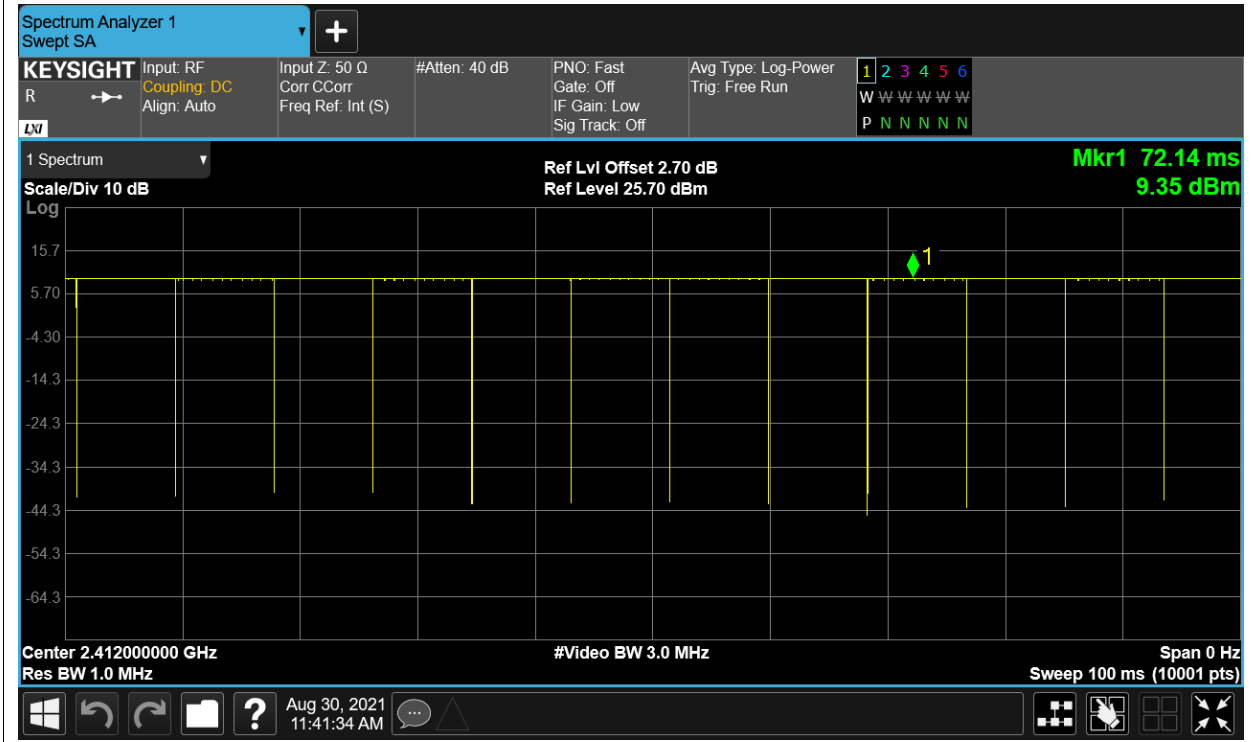 Spectrum Analyzer 1
Swept SA
KEYSIGHT
R
LXI
Input: RF
Coupling: DC
Align: Auto
Input Z: 50 Ω
Corr CCorr
Freq Ref: Int (S)
#Atten: 40 dB
PNO: Fast
Gate: Off
IF Gain: Low
Sig Track: Off
Avg Type: Log-Power
Trig: Free Run
1 2 3 4 5 6
W W W W W W
P N N N N N
1 Spectrum
Scale/Div 10 dB
Log
Ref Lvl Offset 2.70 dB
Ref Level 25.70 dBm
Mkr1 72.14 ms
9.35 dBm
1
15.7
5.70
-4.30
-14.3
-24.3
-34.3
-44.3
-54.3
-64.3
Center 2.412000000 GHz
Res BW 1.0 MHz
#Video BW 3.0 MHz
Span 0 Hz
Sweep 100 ms (10001 pts)
?
Aug 30, 2021
11:41:34 AM